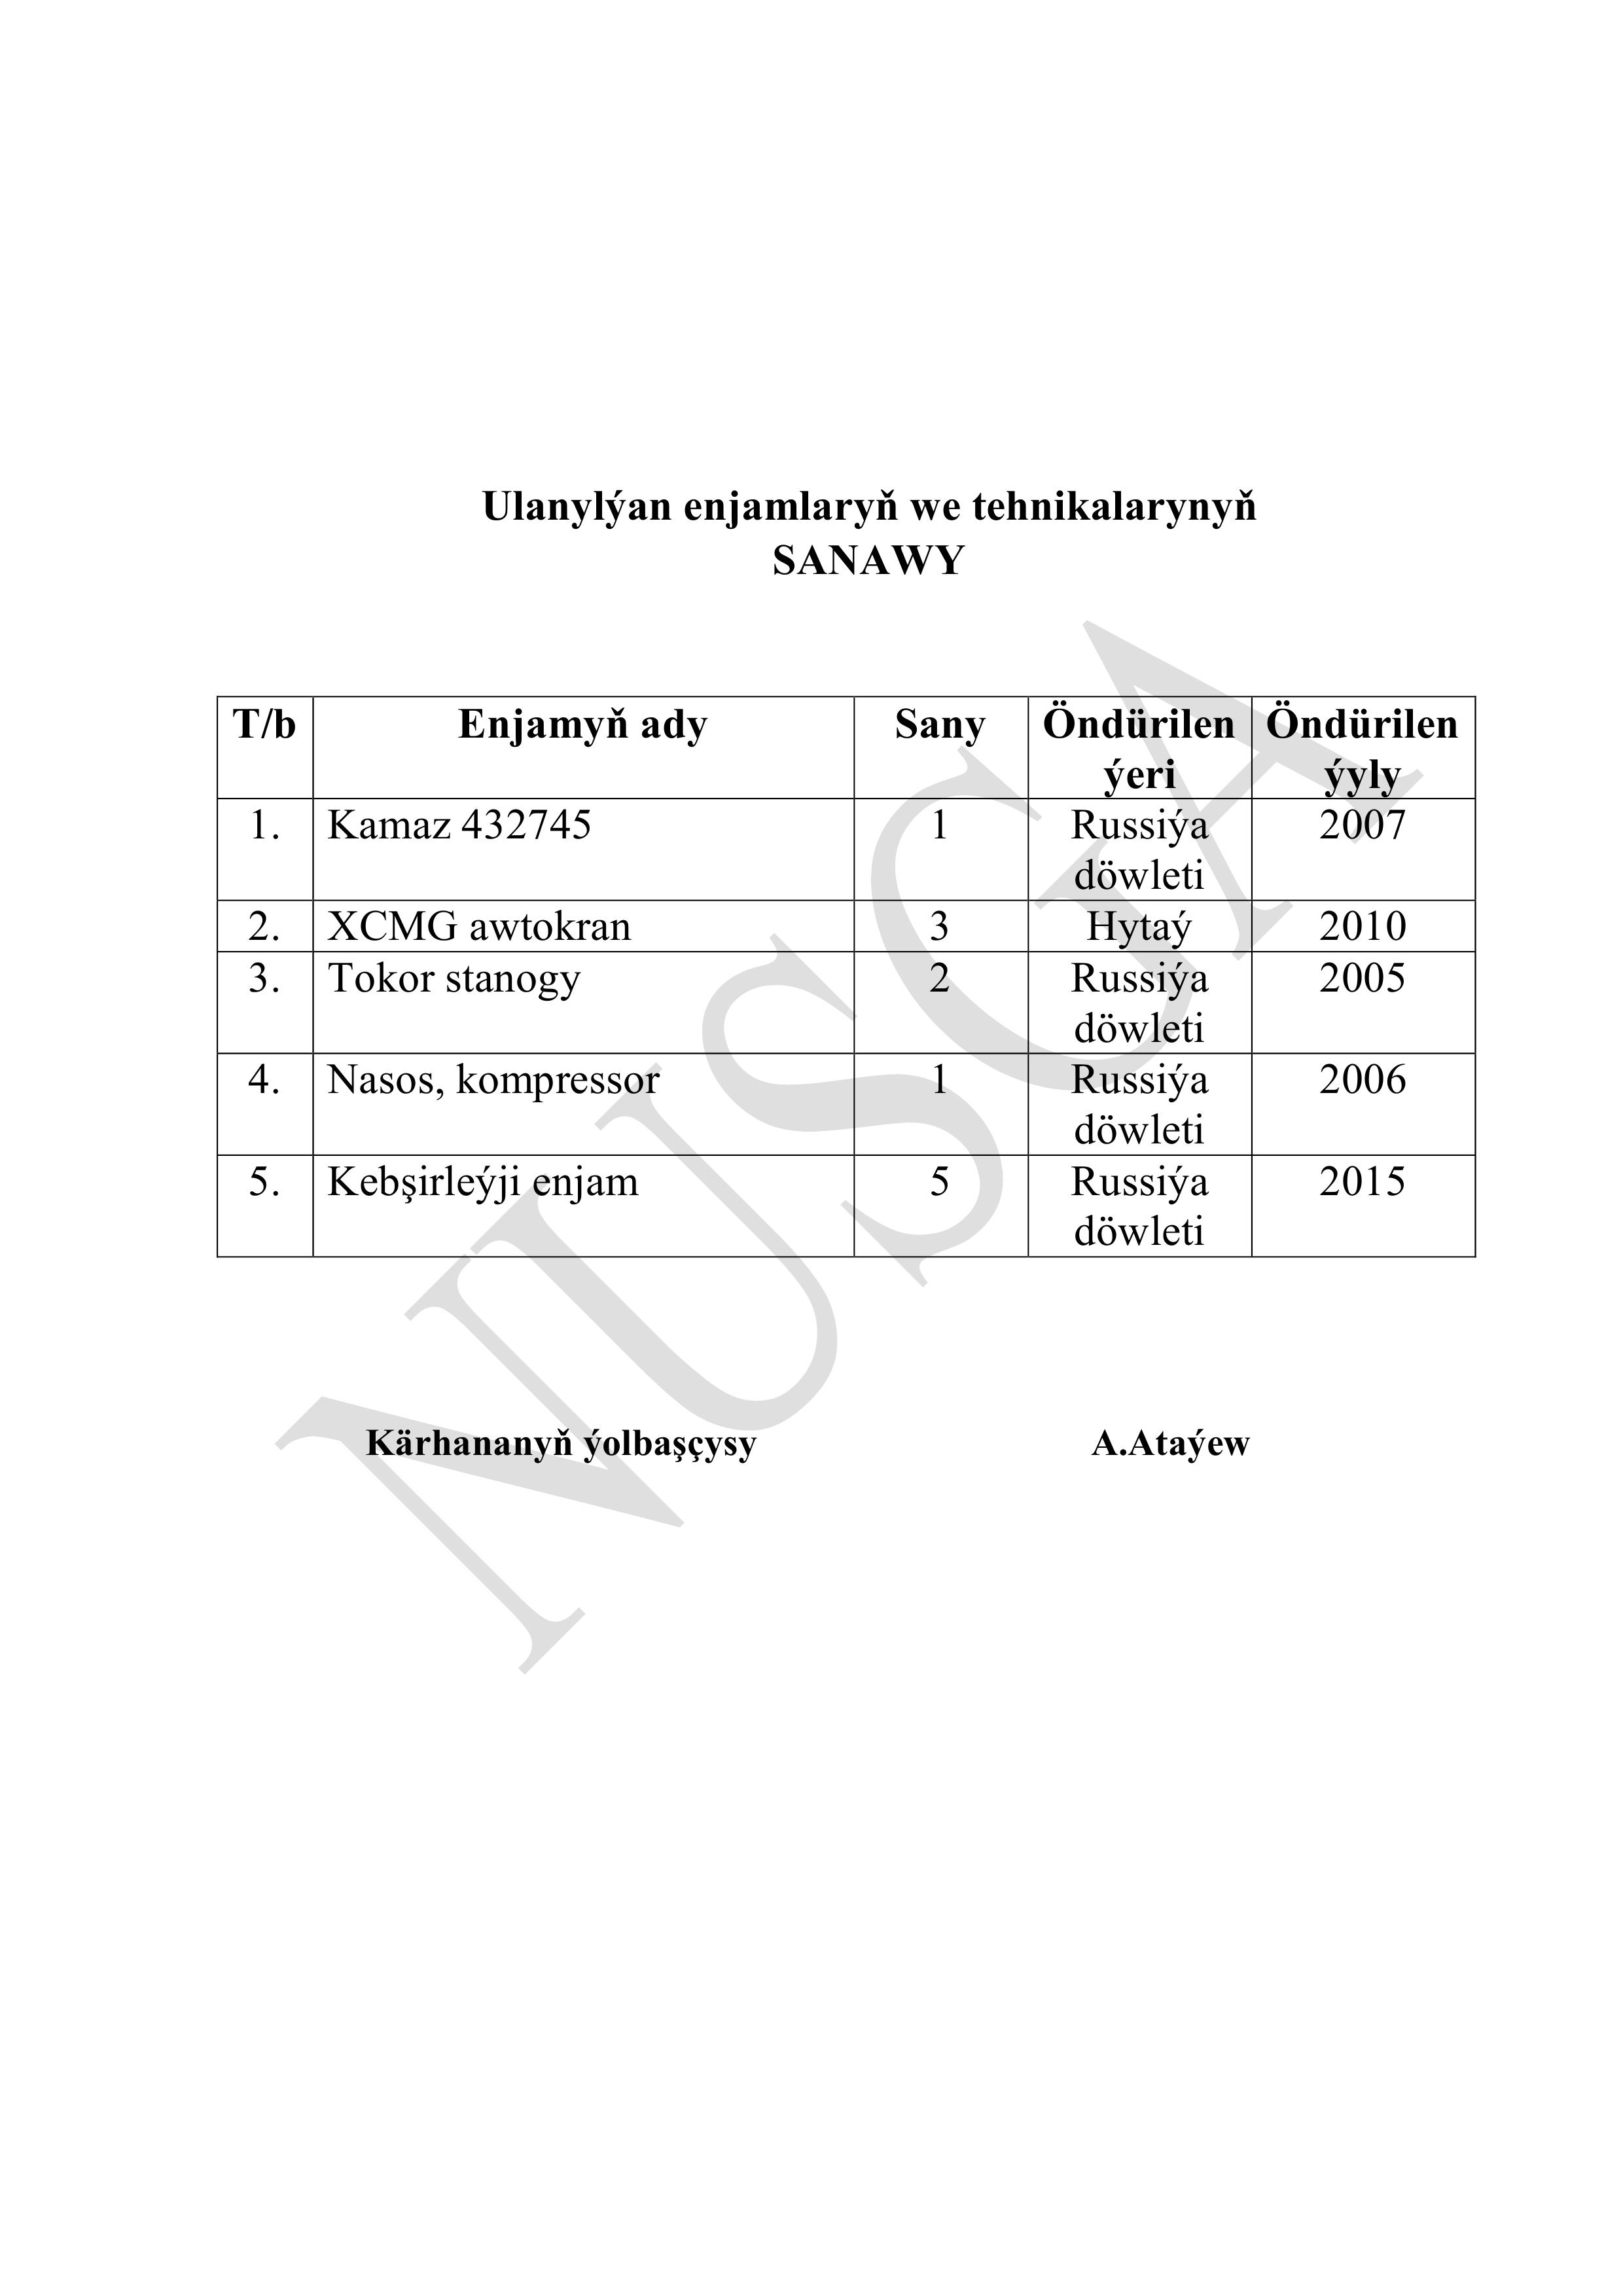 Ulanylýan enjamlaryň we tehnikalarynyň
SANAWY
T/b Enjamyň ady Sany Öndürilen ýeri Öndürilen ýyly
1. Kamaz 432745 1 Russiýa döwleti 2007
2. XCMG awtokran 3 Hytaý 2010
3. Tokor stanogy 2 Russiýa döwleti 2005
4. Nasos, kompressor 1 Russiýa döwleti 2006
5. Kebşirleýji enjam 5 Russiýa döwleti 2015
Kärhananyň ýolbaşçysy A.Ataýew
NUSGA